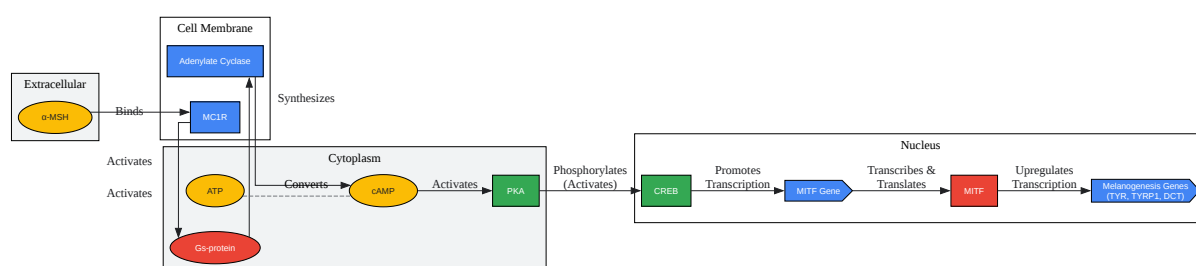 Extracellular
α-MSH
Binds
Cell Membrane
Adenylate Cyclase
MC1R
Synthesizes
Activates
Activates
Cytoplasm
ATP
Converts
cAMP
Activates
PKA
Gs-protein
Phosphorylates
(Activates)
Nucleus
CREB
Promotes
Transcription
MITF Gene
Transcribes &
Translates
MITF
Upregulates
Transcription
Melanogenesis Genes
(TYR, TYRP1, DCT)